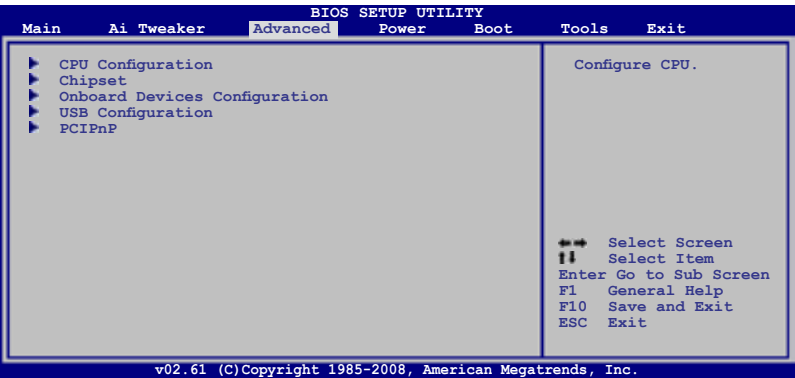 BIOS SETUP UTILITY
Main Ai Tweaker Advanced Power Boot Tools Exit
CPU Configuration
Chipset
Onboard Devices Configuration
USB Configuration
PCIPnP
Configure CPU.
Select Screen
Select Item
Enter Go to Sub Screen
F1 General Help
F10 Save and Exit
ESC Exit
v02.61 (C)Copyright 1985-2008, American Megatrends, Inc.